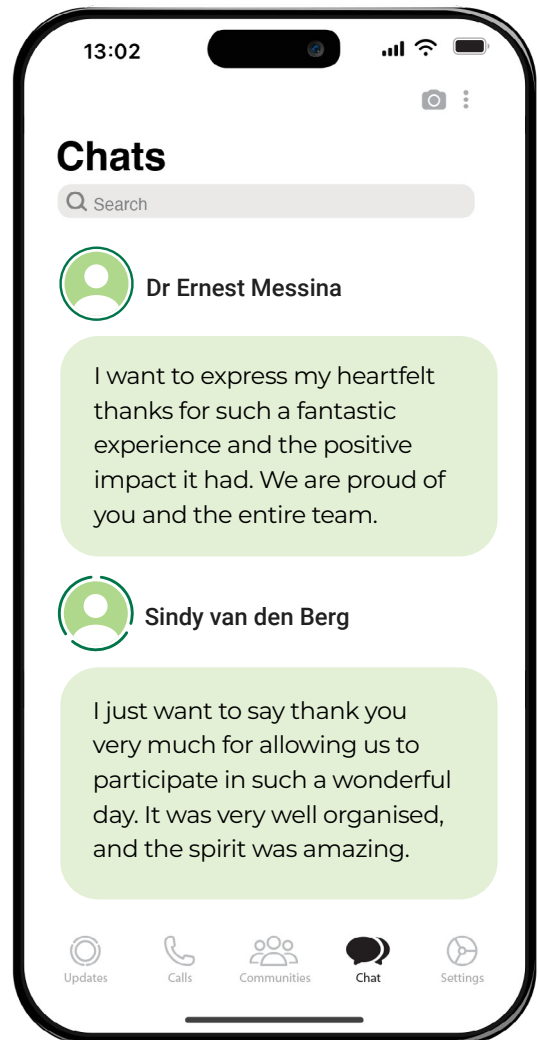 13:02
Chats
Search
Dr Ernest Messina
I want to express my heartfelt
thanks for such a fantastic
experience and the positive
impact it had. We are proud of
you and the entire team.
Sindy van den Berg
I just want to say thank you
very much for allowing us to
participate in such a wonderful
day. It was very well organised,
and the spirit was amazing.
Updates Calls Communities Chat Settings